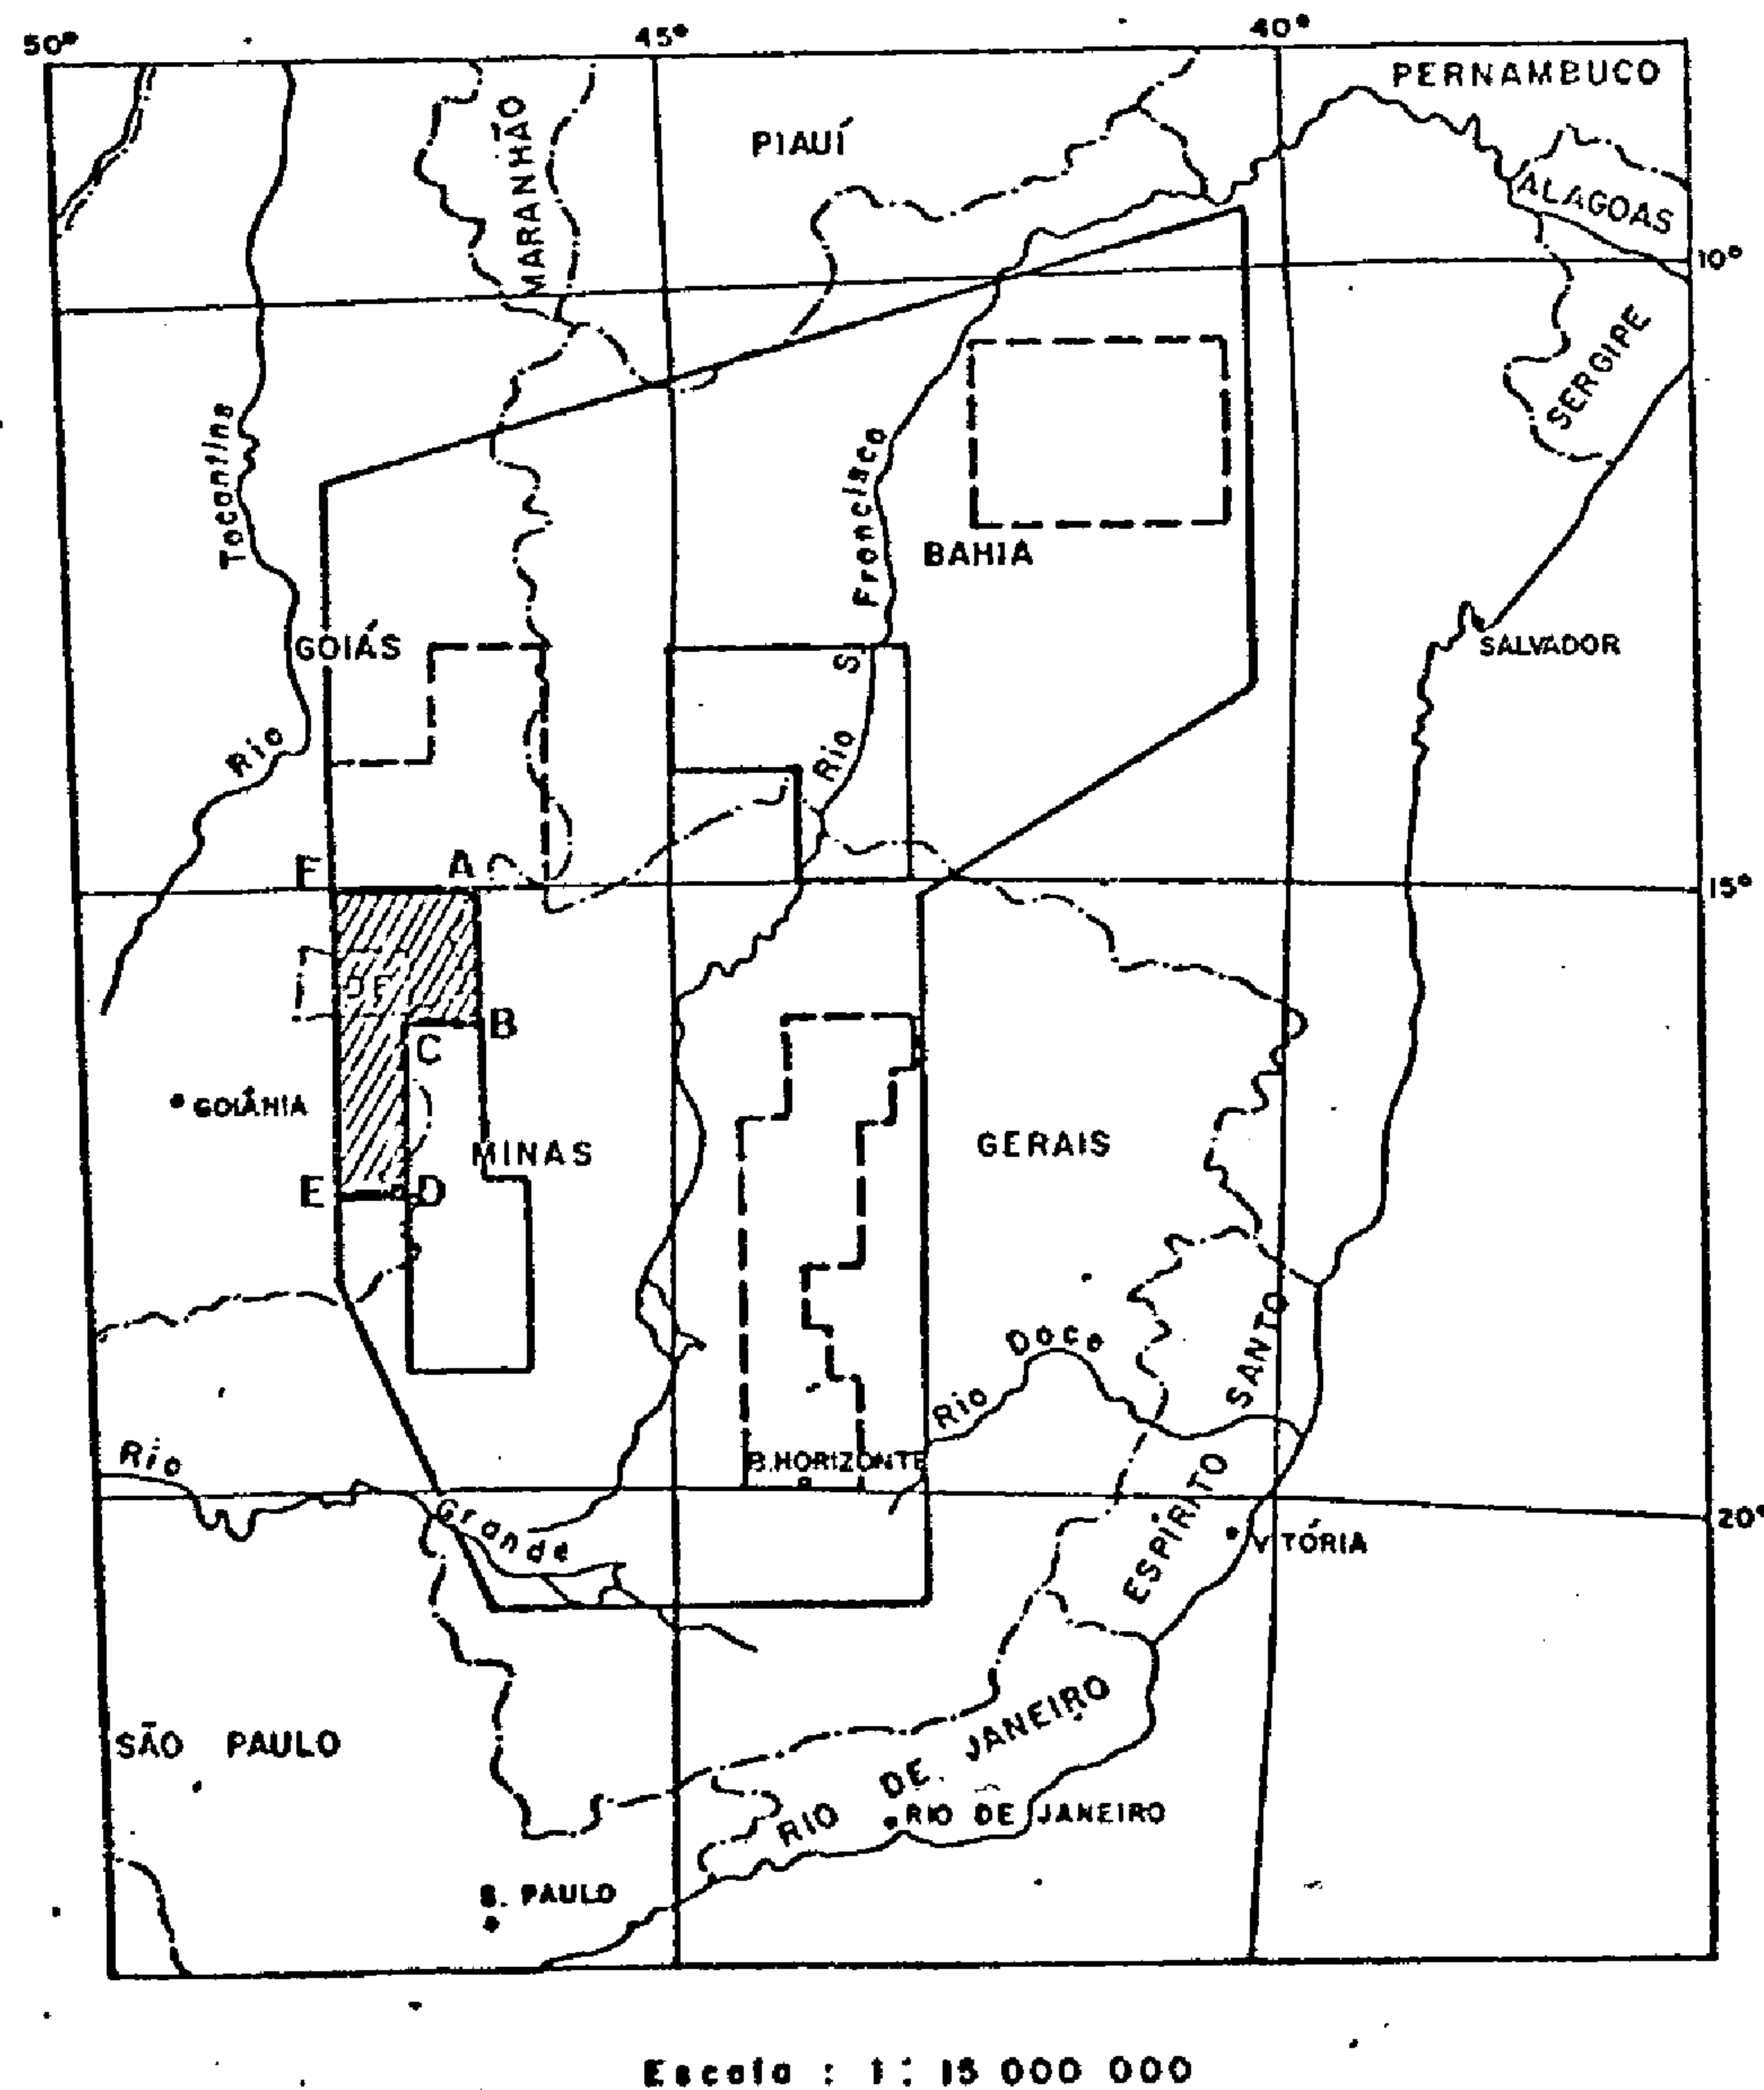 50° 45° 40°
PERNAMBUCO
MARANHÃO
PIAUÍ
ALAGOAS
10°
SERGIPE
Tocantins
Francisco
BAHIA
GOIÁS
S.
SALVADOR
Rio
Rio
F A
15°
DF
B
C
GOIÂNIA
MINAS
GERAIS
E D
SANTO
Doce
Rio
Rio
B. HORIZONTE
ESPÍRITO
Grande
20°
VITÓRIA
SÃO PAULO
RIO DE JANEIRO
RIO DE JANEIRO
S. PAULO
Escala : 1 : 15 000 000